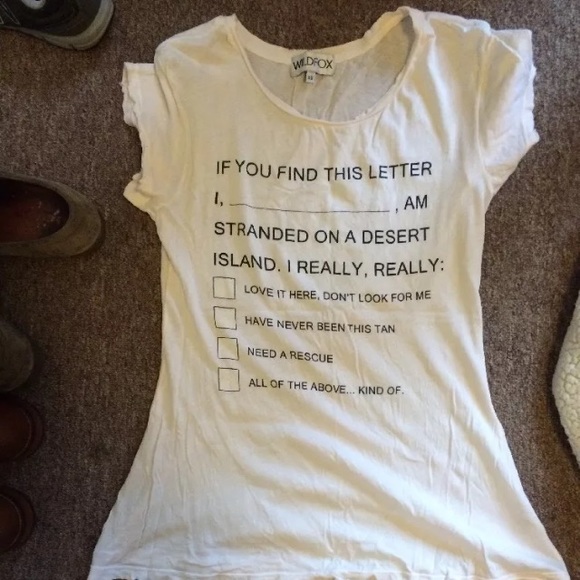 WILDFOX
IF YOU FIND THIS LETTER
I, ____________________, AM
STRANDED ON A DESERT
ISLAND. I REALLY, REALLY:
LOVE IT HERE, DON'T LOOK FOR ME
HAVE NEVER BEEN THIS TAN
NEED A RESCUE
ALL OF THE ABOVE... KIND OF.